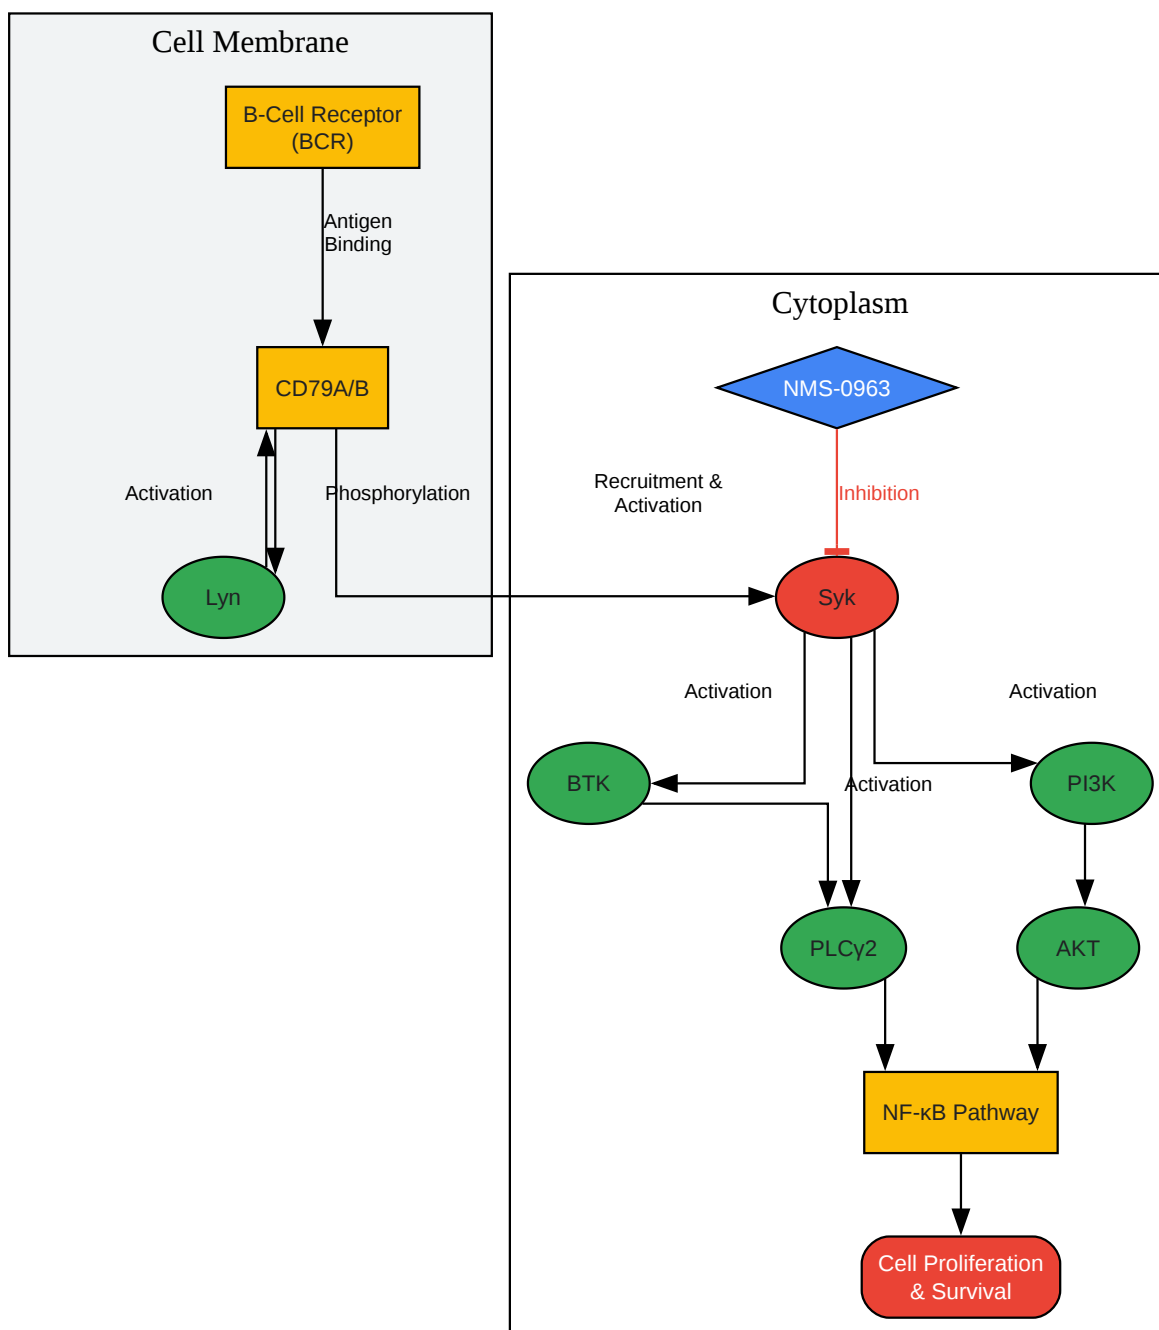 Cell Membrane
B-Cell Receptor
(BCR)
Antigen
Binding
Cytoplasm
CD79A/B
NMS-0963
Activation
Phosphorylation
Recruitment &
Activation
Inhibition
Lyn
Syk
Activation
Activation
BTK
Activation
PI3K
PLCγ2
AKT
NF-κB Pathway
Cell Proliferation
& Survival